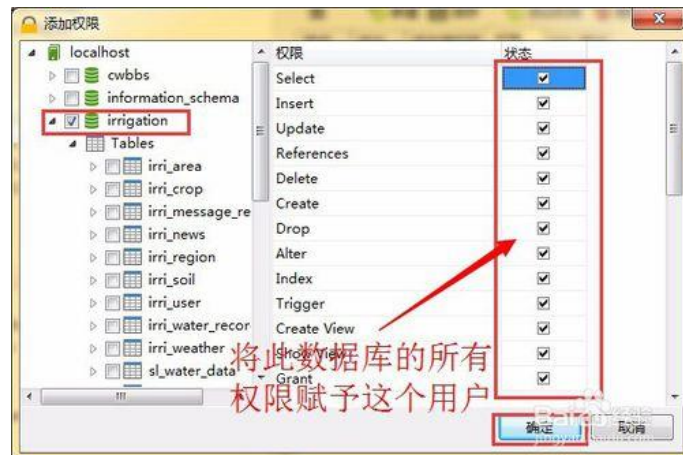 添加权限
localhost
cwbbs
information_schema
irrigation
Tables
irri_area
irri_crop
irri_message_re
irri_news
irri_region
irri_soil
irri_user
irri_water_recor
irri_weather
sl_water_data
权限 状态
Select
Insert
Update
References
Delete
Create
Drop
Alter
Index
Trigger
Create View
Show View
Grant
将此数据库的所有
权限赋予这个用户
确定
取消